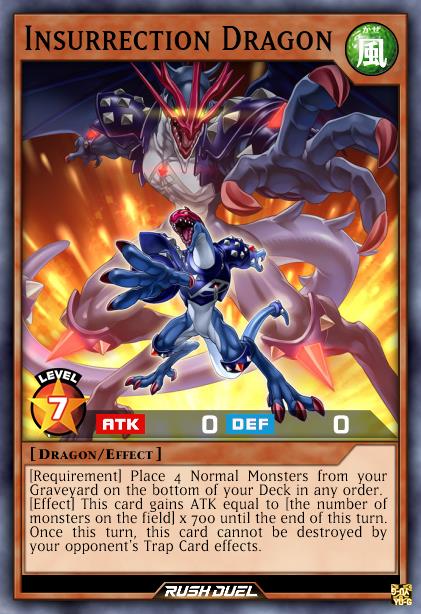 INSURRECTION DRAGON
かぜ
風
LEVEL
7
ATK 0 DEF 0
[DRAGON/EFFECT]
[Requirement] Place 4 Normal Monsters from your
Graveyard on the bottom of your Deck in any order.
[Effect] This card gains ATK equal to [the number of
monsters on the field] x 700 until the end of this turn.
Once this turn, this card cannot be destroyed by
your opponent's Trap Card effects.
RUSH DUEL